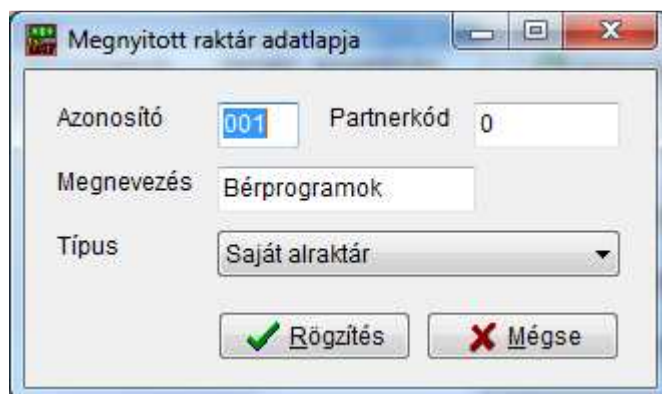 Megnyitott raktár adatlapja
Azonosító 001 Partnerkód 0
Megnevezés Bérprogramok
Típus Saját alraktár
Rögzítés Mégse